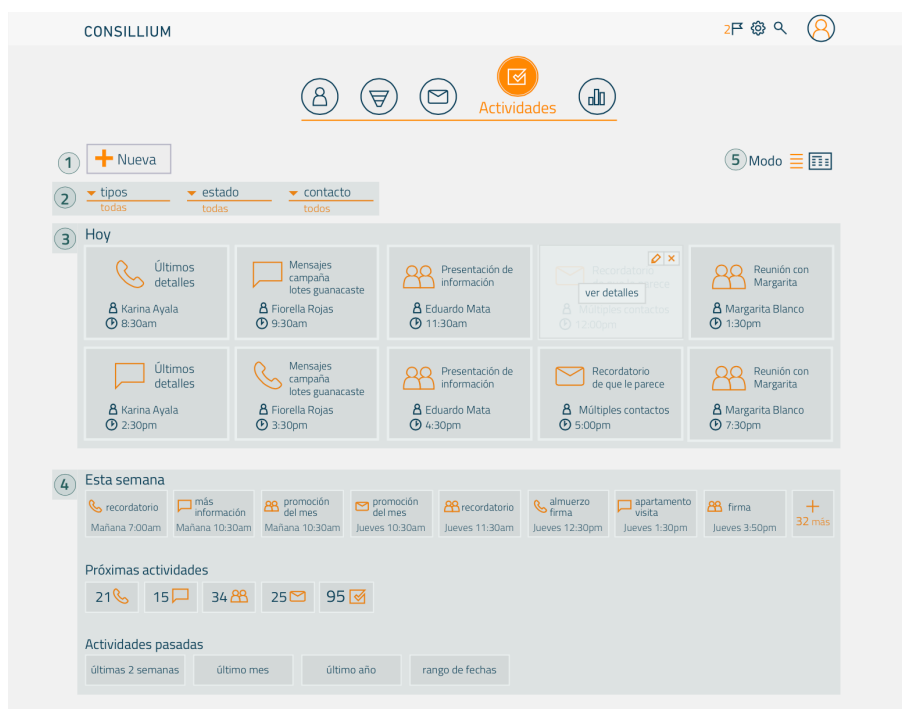 CONSILLIUM
2
Actividades
1
Nueva
5 Modo
2
tipos
estado
contacto
todas
todas
todos
3
Hoy
Últimos
detalles
Karina Ayala
8:30am
Mensajes
campaña
lotes guanacaste
Fiorella Rojas
9:30am
Presentación de
información
Eduardo Mata
11:30am
Recordatorio
parece
ver detalles
Múltiples contactos
12:00pm
Reunión con
Margarita
Margarita Blanco
1:30pm
Últimos
detalles
Karina Ayala
2:30pm
Mensajes
campaña
lotes guanacaste
Fiorella Rojas
3:30pm
Presentación de
información
Eduardo Mata
4:30pm
Recordatorio
de que le parece
Múltiples contactos
5:00pm
Reunión con
Margarita
Margarita Blanco
7:30pm
4
Esta semana
recordatorio
Mañana 7:00am
más
información
Mañana 10:30am
promoción
del mes
Mañana 10:30am
promoción
del mes
Jueves 10:30am
recordatorio
Jueves 11:30am
almuerzo
firma
Jueves 12:30pm
apartamento
visita
Jueves 1:30pm
firma
Jueves 3:50pm
+
32 más
Próximas actividades
21
15
34
25
95
Actividades pasadas
últimas 2 semanas
último mes
último año
rango de fechas